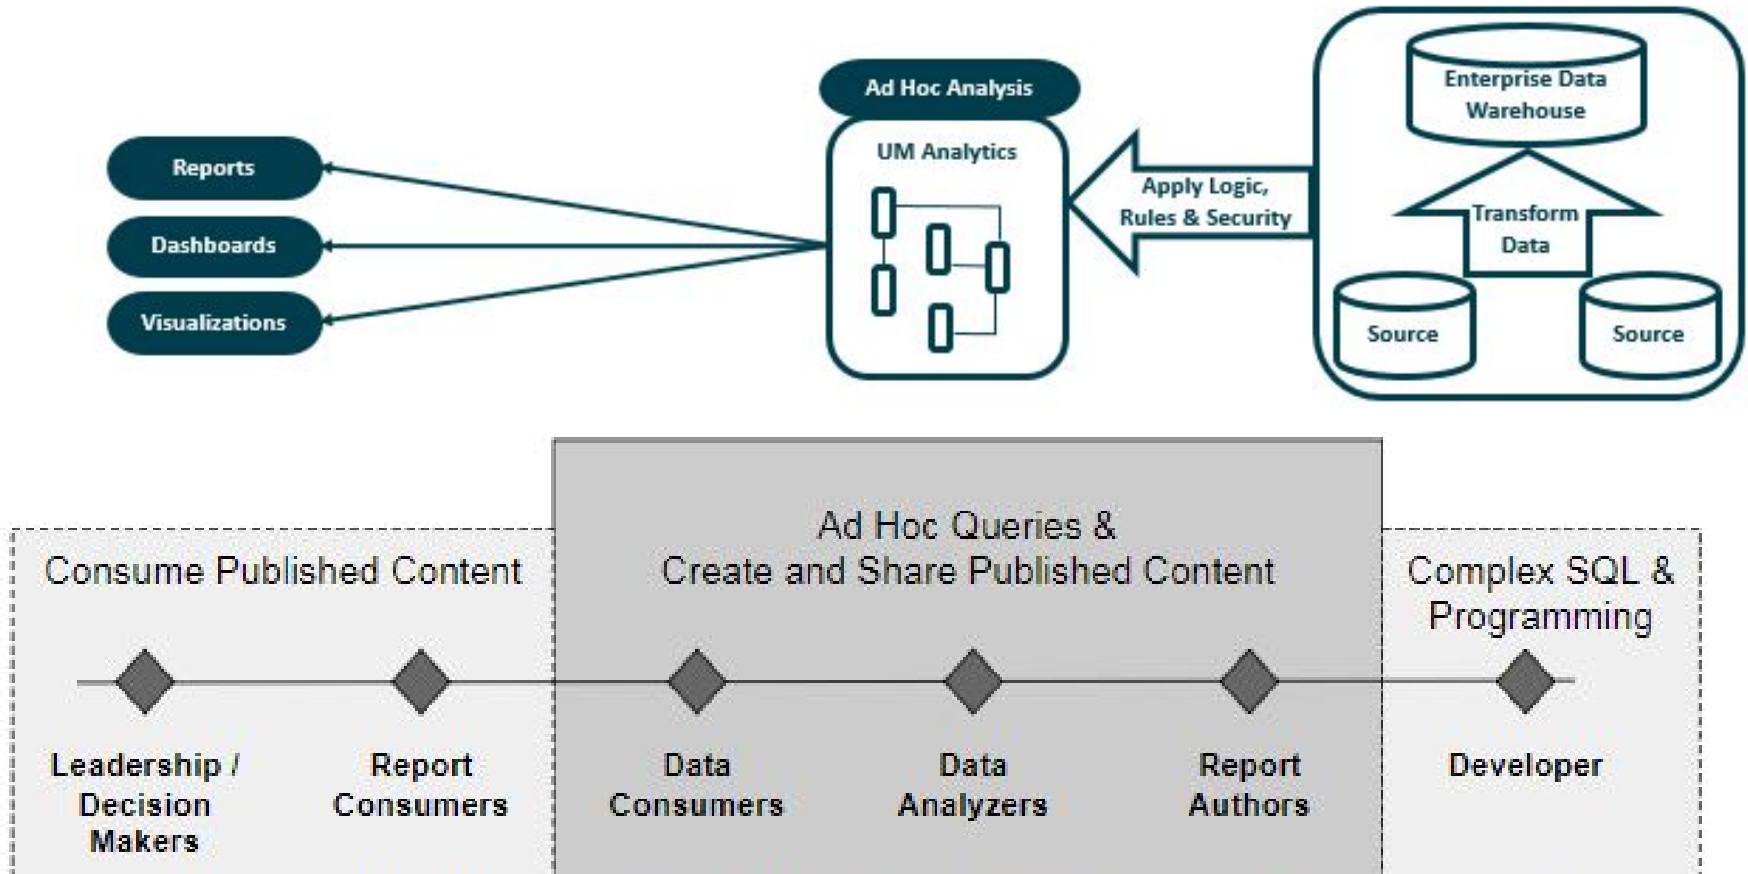 Ad Hoc Analysis
UM Analytics
Reports
Dashboards
Visualizations
Apply Logic,
Rules & Security
Enterprise Data
Warehouse
Transform
Data
Source
Source
Consume Published Content
Ad Hoc Queries &
Create and Share Published Content
Complex SQL &
Programming
Leadership /
Decision
Makers
Report
Consumers
Data
Consumers
Data
Analyzers
Report
Authors
Developer